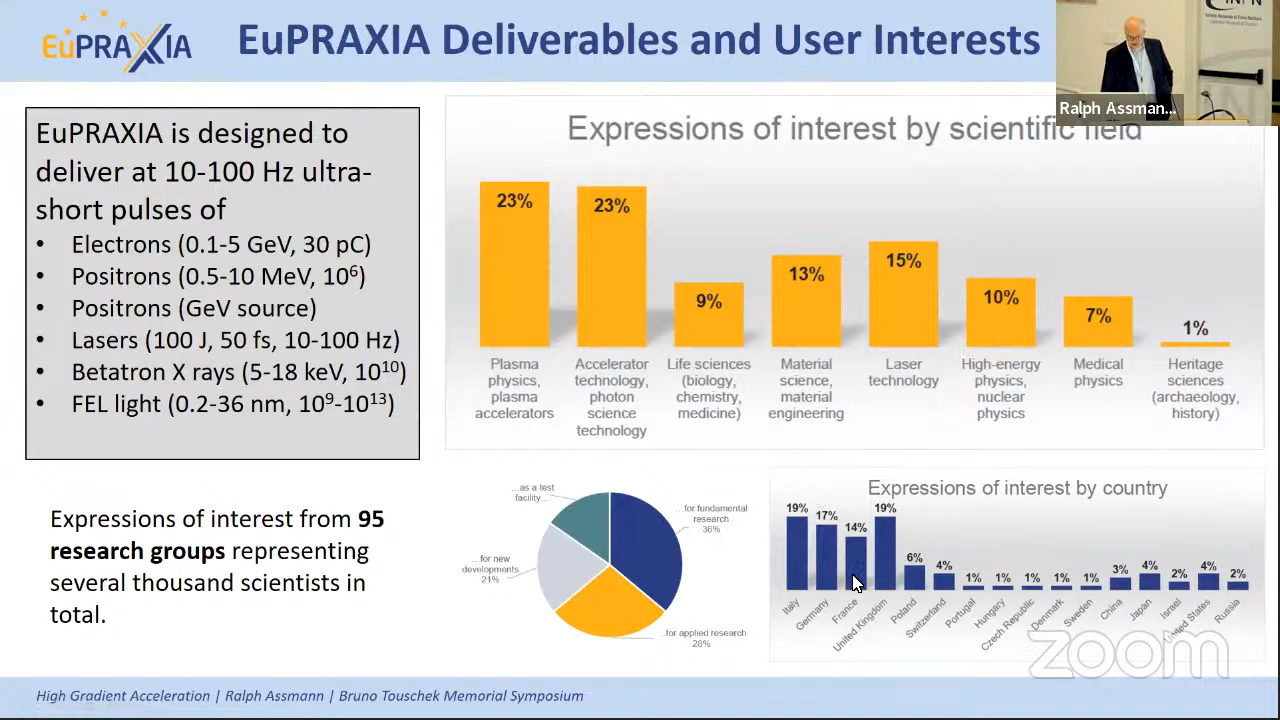 EuPRAXIA
EuPRAXIA Deliverables and User Interests
INFN
Ralph Assman...
EuPRAXIA is designed to
deliver at 10-100 Hz ultra-
short pulses of
• Electrons (0.1-5 GeV, 30 pC)
• Positrons (0.5-10 MeV, 10⁶)
• Positrons (GeV source)
• Lasers (100 J, 50 fs, 10-100 Hz)
• Betatron X rays (5-18 keV, 10¹⁰)
• FEL light (0.2-36 nm, 10⁹-10¹³)
Expressions of interest from 95
research groups representing
several thousand scientists in
total.
Expressions of interest by scientific field
23% 23% 9% 13% 15% 10% 7% 1%
Plasma
physics,
plasma
accelerators
Accelerator
technology,
photon
science
technology
Life sciences
(biology,
chemistry,
medicine)
Material
science,
material
engineering
Laser
technology
High-energy
physics,
nuclear
physics
Medical
physics
Heritage
sciences
(archaeology,
history)
...as a test
facility...
...for fundamental
research
36%
...for new
developments
21%
...for applied research
28%
Expressions of interest by country
19% 17% 14% 19% 6% 4% 1% 1% 1% 1% 1% 3% 4% 2% 4% 2%
Italy
Germany
France
United Kingdom
Poland
Switzerland
Portugal
Hungary
Czech Republic
Denmark
Sweden
China
Japan
Israel
United States
Russia
zoom
High Gradient Acceleration | Ralph Assmann | Bruno Touschek Memorial Symposium